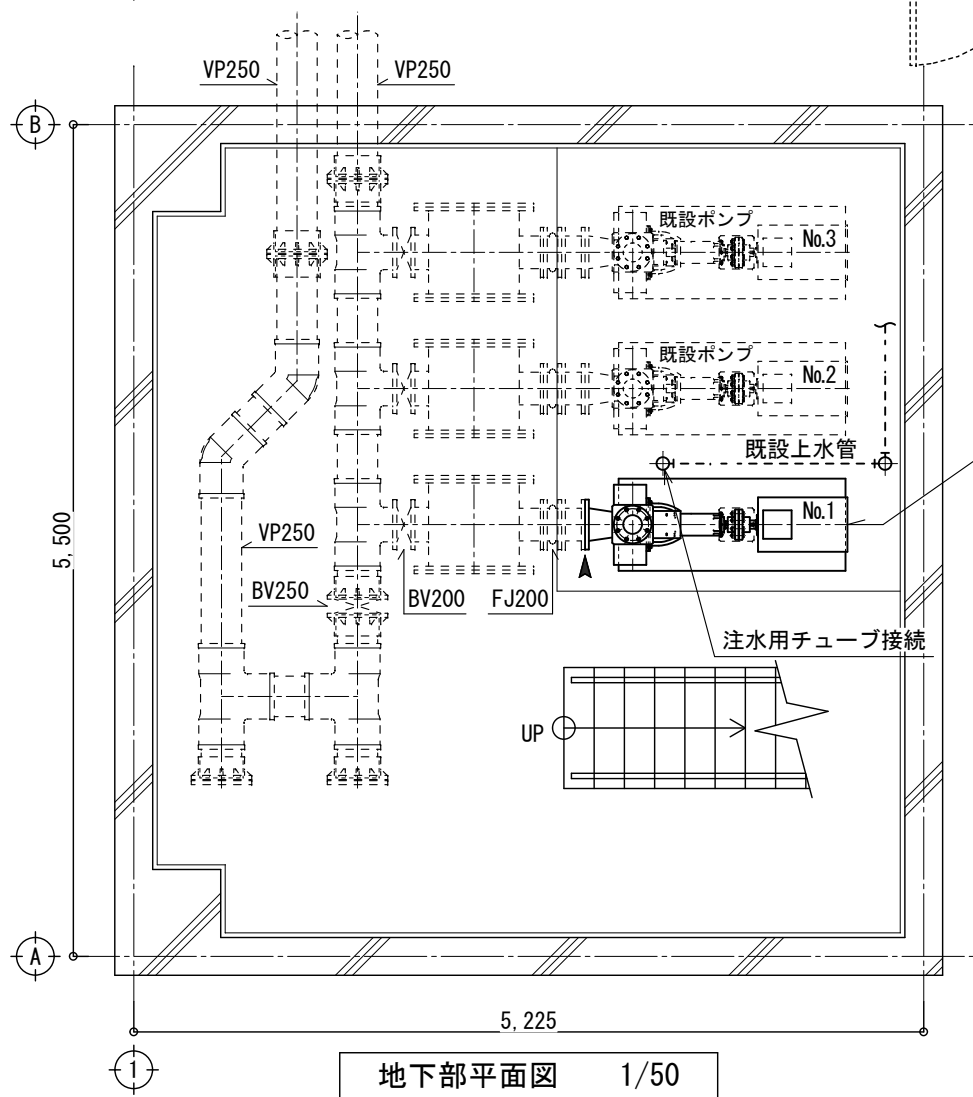 VP250
VP250
B
既設ポンプ
No.3
既設ポンプ
No.2
既設上水管
No.1
VP250
5,500
BV250
BV200
FJ200
注水用チューブ接続
UP
A
5,225
1
地下部平面図 1/50